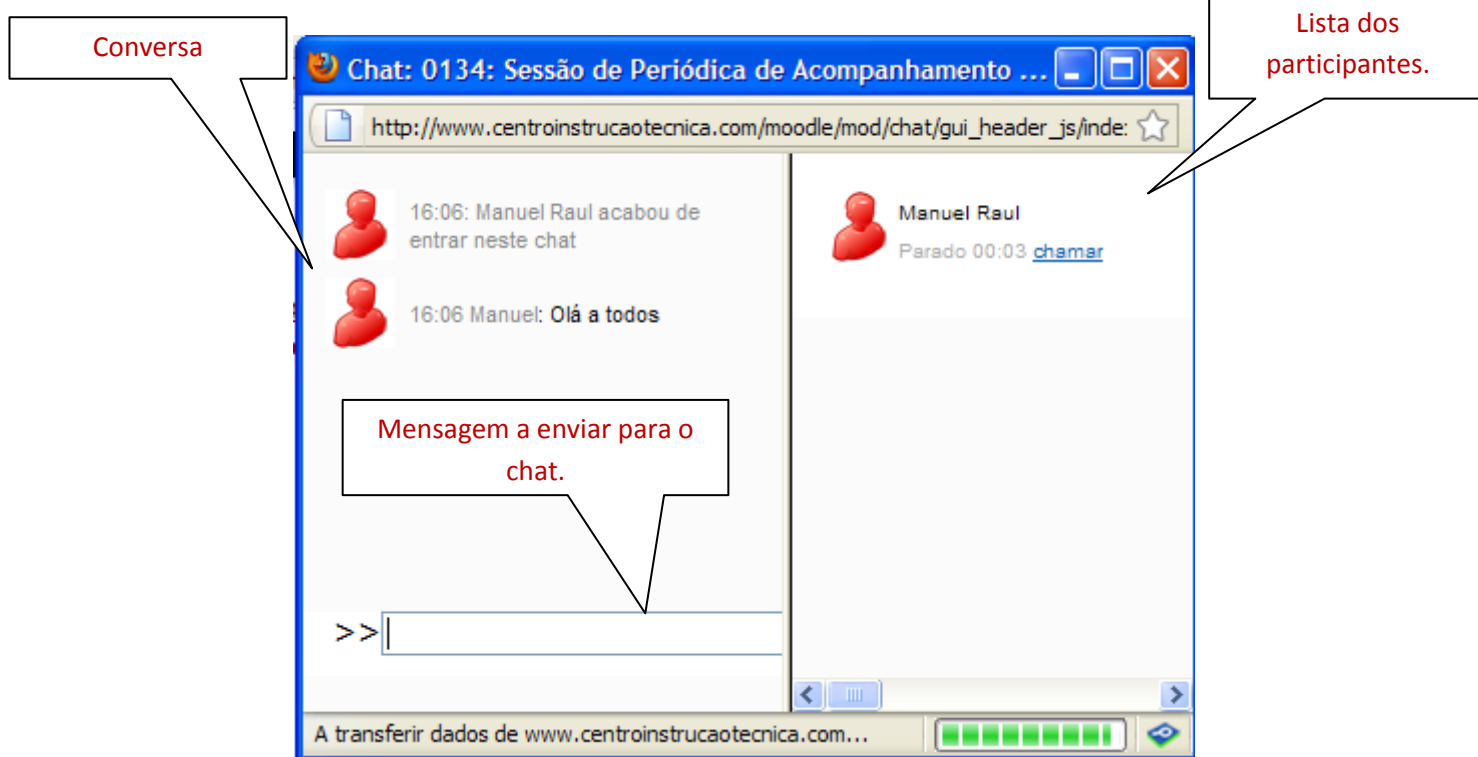 Conversa
Lista dos
participantes.
Chat: 0134: Sessão de Periódica de Acompanhamento ...
http://www.centroinstrucaotecnica.com/moodle/mod/chat/gui_header_js/inde:
16:06: Manuel Raul acabou de
entrar neste chat
16:06 Manuel: Olá a todos
Manuel Raul
Parado 00:03 chamar
Mensagem a enviar para o
chat.
>>
A transferir dados de www.centroinstrucaotecnica.com...